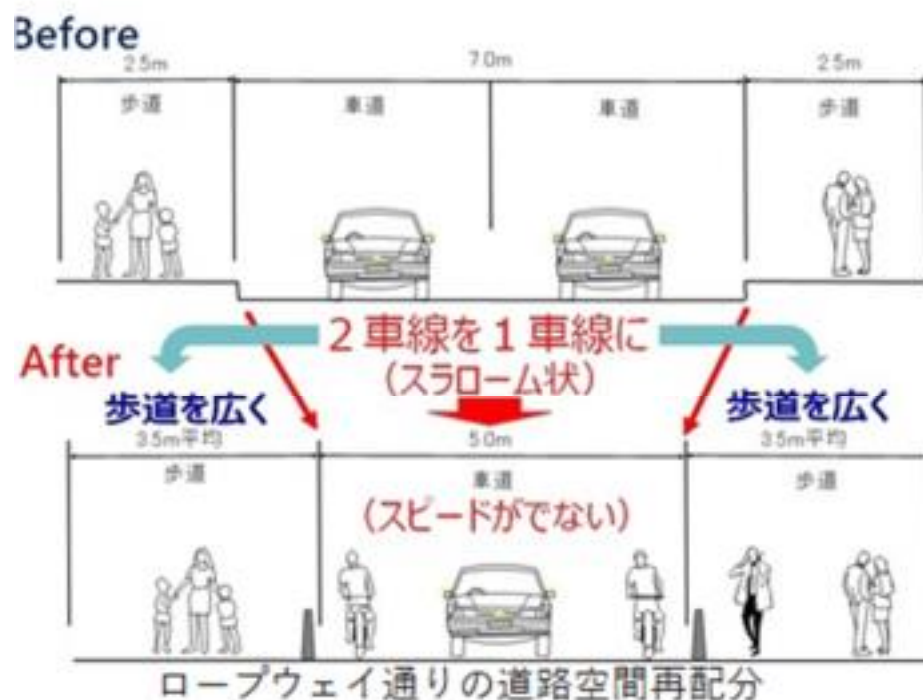 Before
2.5m 7.0m 2.5m
歩道 車道 車道 歩道
2車線を1車線に
(スラローム状)
After
歩道を広く 歩道を広く
3.5m平均 5.0m 3.5m平均
歩道 車道 歩道
(スピードがでない)
ロープウェイ通りの道路空間再配分